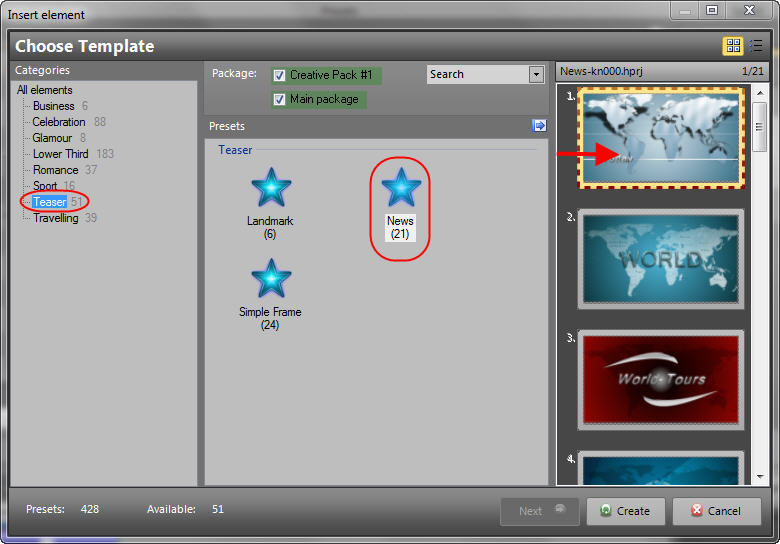 Insert element
Choose Template
Categories
All elements
Business 6
Celebration 88
Glamour 8
Lower Third 183
Romance 37
Sport 16
Teaser 51
Travelling 39
Package:
Creative Pack #1
Main package
Search
Presets
Teaser
Landmark
(6)
News
(21)
Simple Frame
(24)
News-kn000.hprj 1/21
1.
2.
WORLD
3.
World-Tours
4.
Presets: 428 Available: 51
Next
Create
Cancel